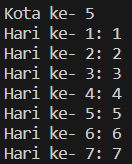 Kota ke- 5
Hari ke- 1: 1
Hari ke- 2: 2
Hari ke- 3: 3
Hari ke- 4: 4
Hari ke- 5: 5
Hari ke- 6: 6
Hari ke- 7: 7